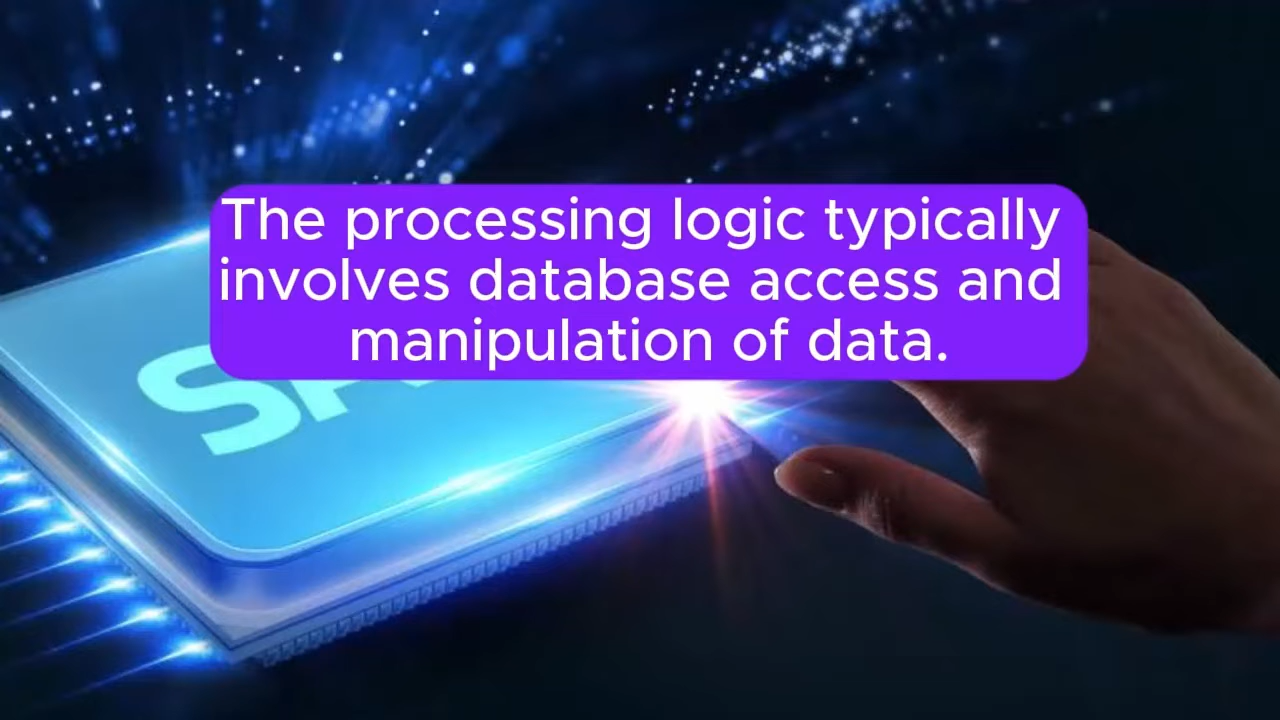 The processing logic typically
involves database access and
manipulation of data.